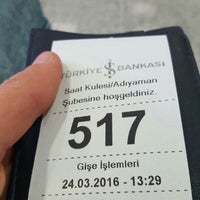 TÜRKİYE İŞ BANKASI
Saat Kulesi/Adıyaman
Şubesine hoşgeldiniz.
517
Gişe İşlemleri
24.03.2016 - 13:29